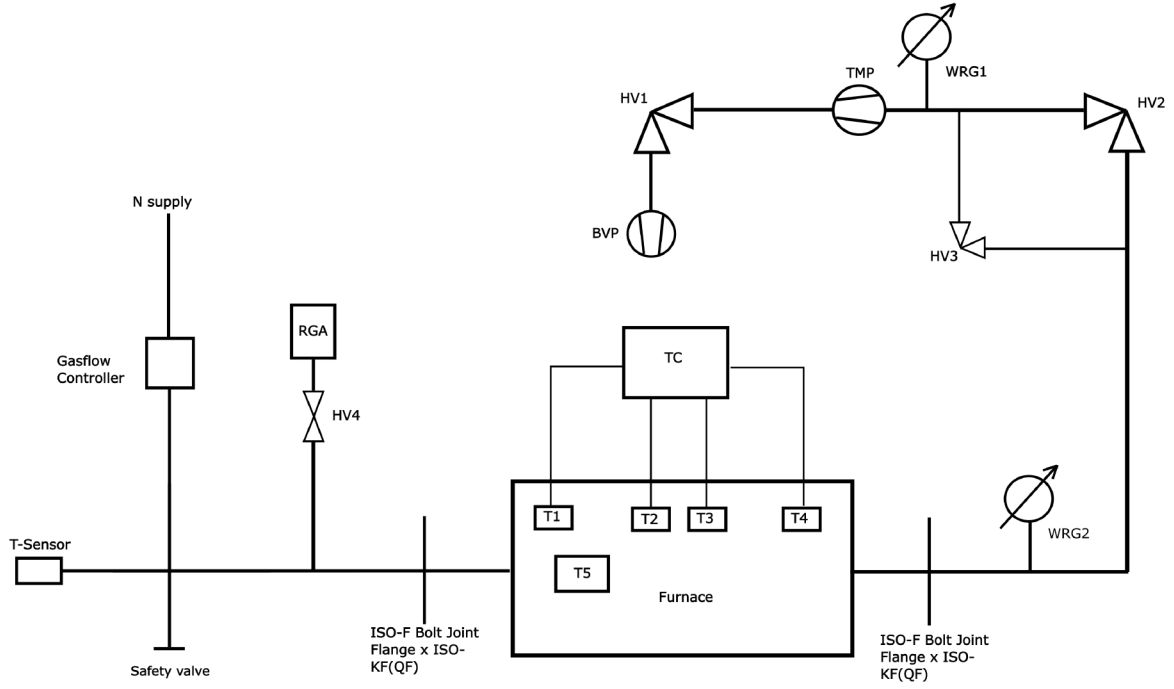 WRG1
TMP
HV1
HV2
N supply
BVP
HV3
RGA
TC
Gasflow
Controller
HV4
T1
T2
T3
T4
WRG2
T-Sensor
T5
Furnace
ISO-F Bolt Joint
Flange x ISO-
KF(QF)
ISO-F Bolt Joint
Flange x ISO-
KF(QF)
Safety valve